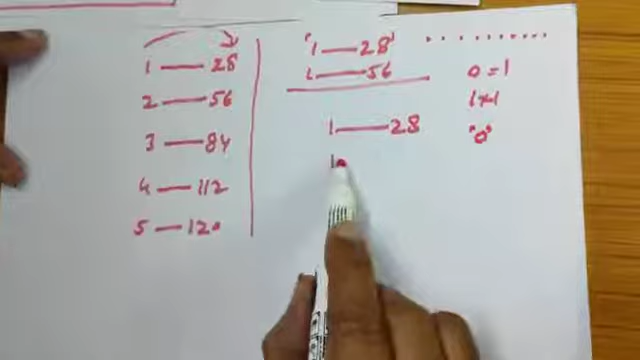 1 — 28
2 — 56
3 — 84
4 — 112
5 — 120
'1 — 28' ..........
1 — 56
0 = 1
1 — 28
1≠1
"0"
1